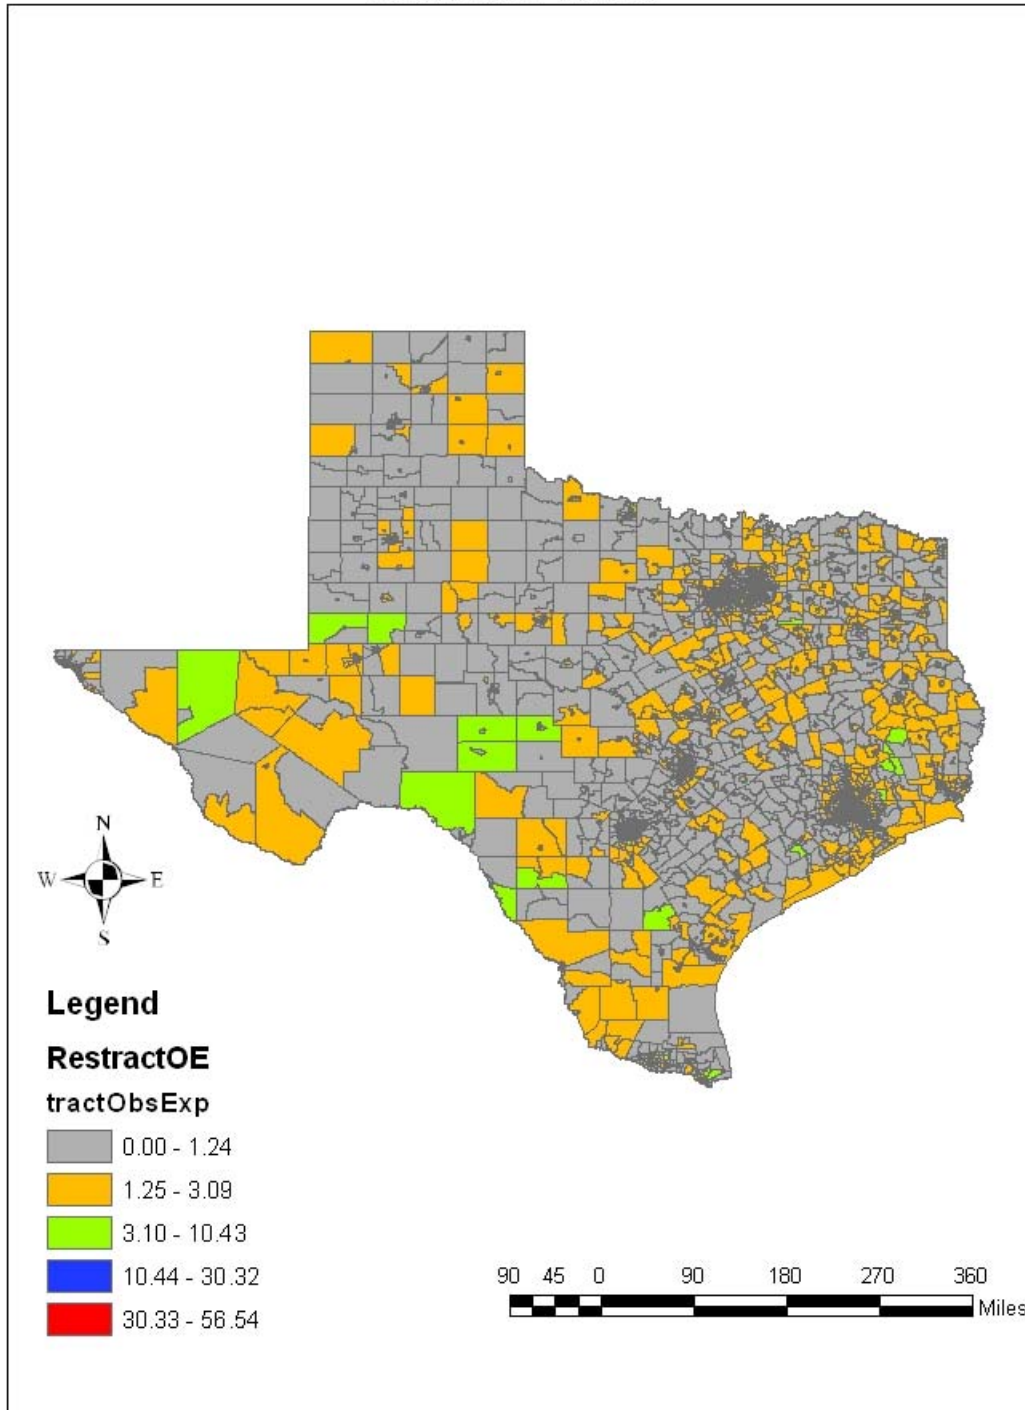 N
W E
S
Legend
RestractOE
tractObsExp
0.00 - 1.24
1.25 - 3.09
3.10 - 10.43
10.44 - 30.32
30.33 - 56.54
90 45 0 90 180 270 360
Miles